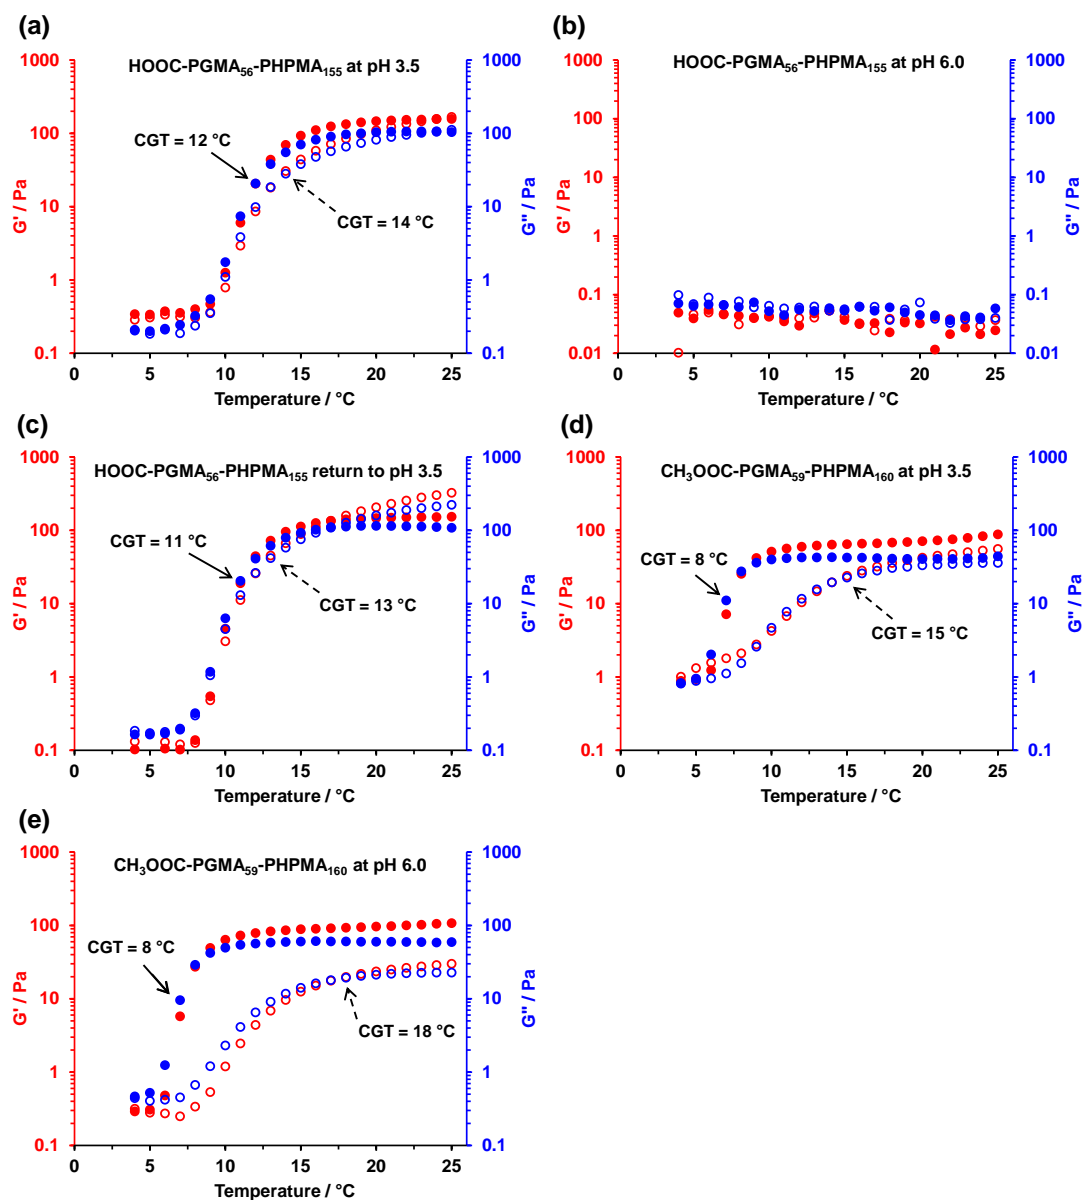 (a)
HOOC-PGMA₅₆-PHPMA₁₅₅ at pH 3.5
1000
100
10
1
0.1
G' / Pa
CGT = 12 °C
CGT = 14 °C
1000
100
10
1
0.1
G'' / Pa
0 5 10 15 20 25
Temperature / °C
(b)
HOOC-PGMA₅₆-PHPMA₁₅₅ at pH 6.0
1000
100
10
1
0.1
0.01
G' / Pa
1000
100
10
1
0.1
0.01
G'' / Pa
0 5 10 15 20 25
Temperature / °C
(c)
HOOC-PGMA₅₆-PHPMA₁₅₅ return to pH 3.5
1000
100
10
1
0.1
G' / Pa
CGT = 11 °C
CGT = 13 °C
1000
100
10
1
0.1
G'' / Pa
0 5 10 15 20 25
Temperature / °C
(d)
CH₃OOC-PGMA₅₉-PHPMA₁₆₀ at pH 3.5
1000
100
10
1
0.1
G' / Pa
CGT = 8 °C
CGT = 15 °C
1000
100
10
1
0.1
G'' / Pa
0 5 10 15 20 25
Temperature / °C
(e)
CH₃OOC-PGMA₅₉-PHPMA₁₆₀ at pH 6.0
1000
100
10
1
0.1
G' / Pa
CGT = 8 °C
CGT = 18 °C
1000
100
10
1
0.1
G'' / Pa
0 5 10 15 20 25
Temperature / °C